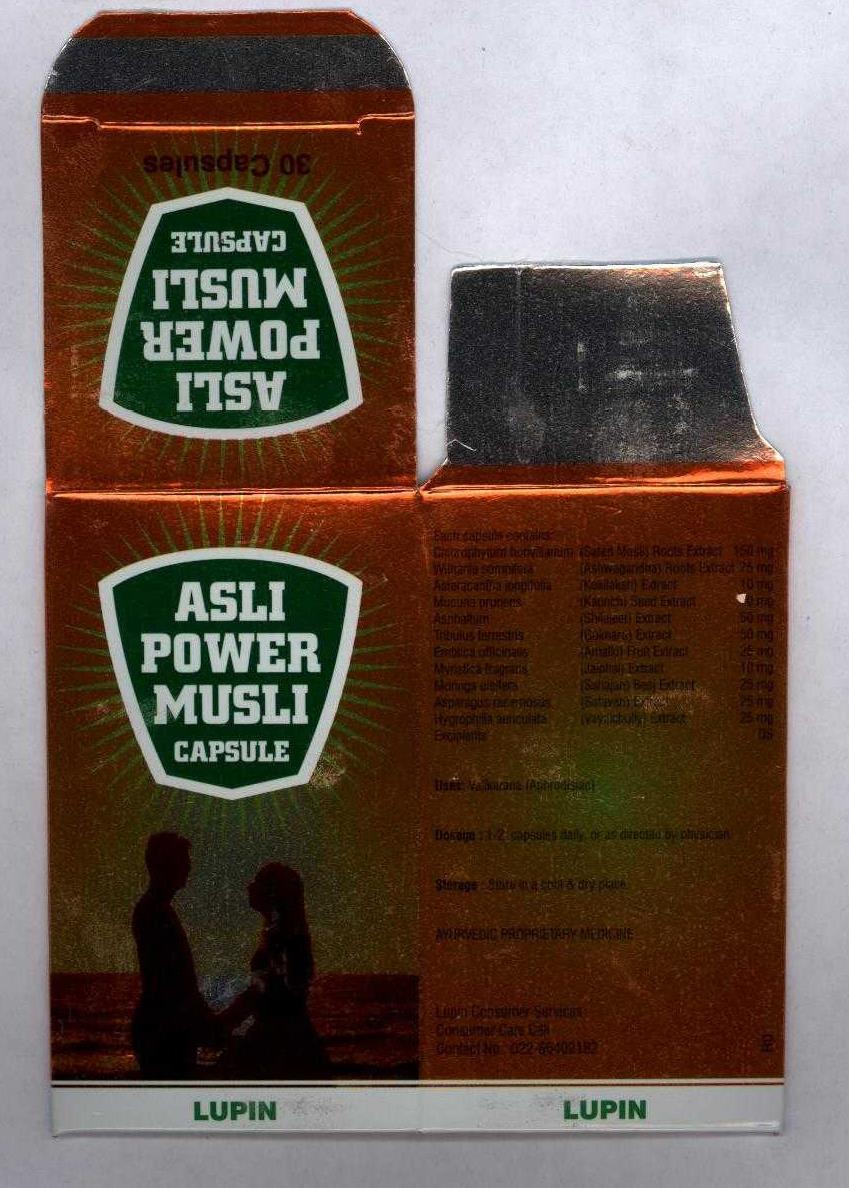 30 Capsules
ASLI
POWER
MUSLI
CAPSULE
ASLI
POWER
MUSLI
CAPSULE
LUPIN
Each capsule contains:
Chlorophytum borivilianum (Safed Musli) Roots Extract 150 mg
Withania somnifera (Ashwagandha) Roots Extract 25 mg
Asteracantha longifolia (Kokilaksh) Extract 10 mg
Mucuna pruriens (Kaunch) Seed Extract mg
Asphaltum (Shilajeet) Extract 50 mg
Tribulus terrestris (Gokharu) Extract 50 mg
Emblica officinalis (Amalki) Fruit Extract 25 mg
Myristica fragrans (Jaiphal) Extract 10 mg
Moringa oleifera (Sahajan) Beej Extract 25 mg
Asparagus racemosus (Satavari) Extract 25 mg
Hygrophila auriculata (Vayalchully) Extract 25 mg
Excipients QS
Uses: Vajikarana (Aphrodisiac)
Dosage : 1-2 capsules daily, or as directed by physician.
Storage : Store in a cool & dry place.
AYURVEDIC PROPRIETARY MEDICINE
Lupin Consumer Services
Consumer Care Cell
Contact No.: 022-66402182
LUPIN